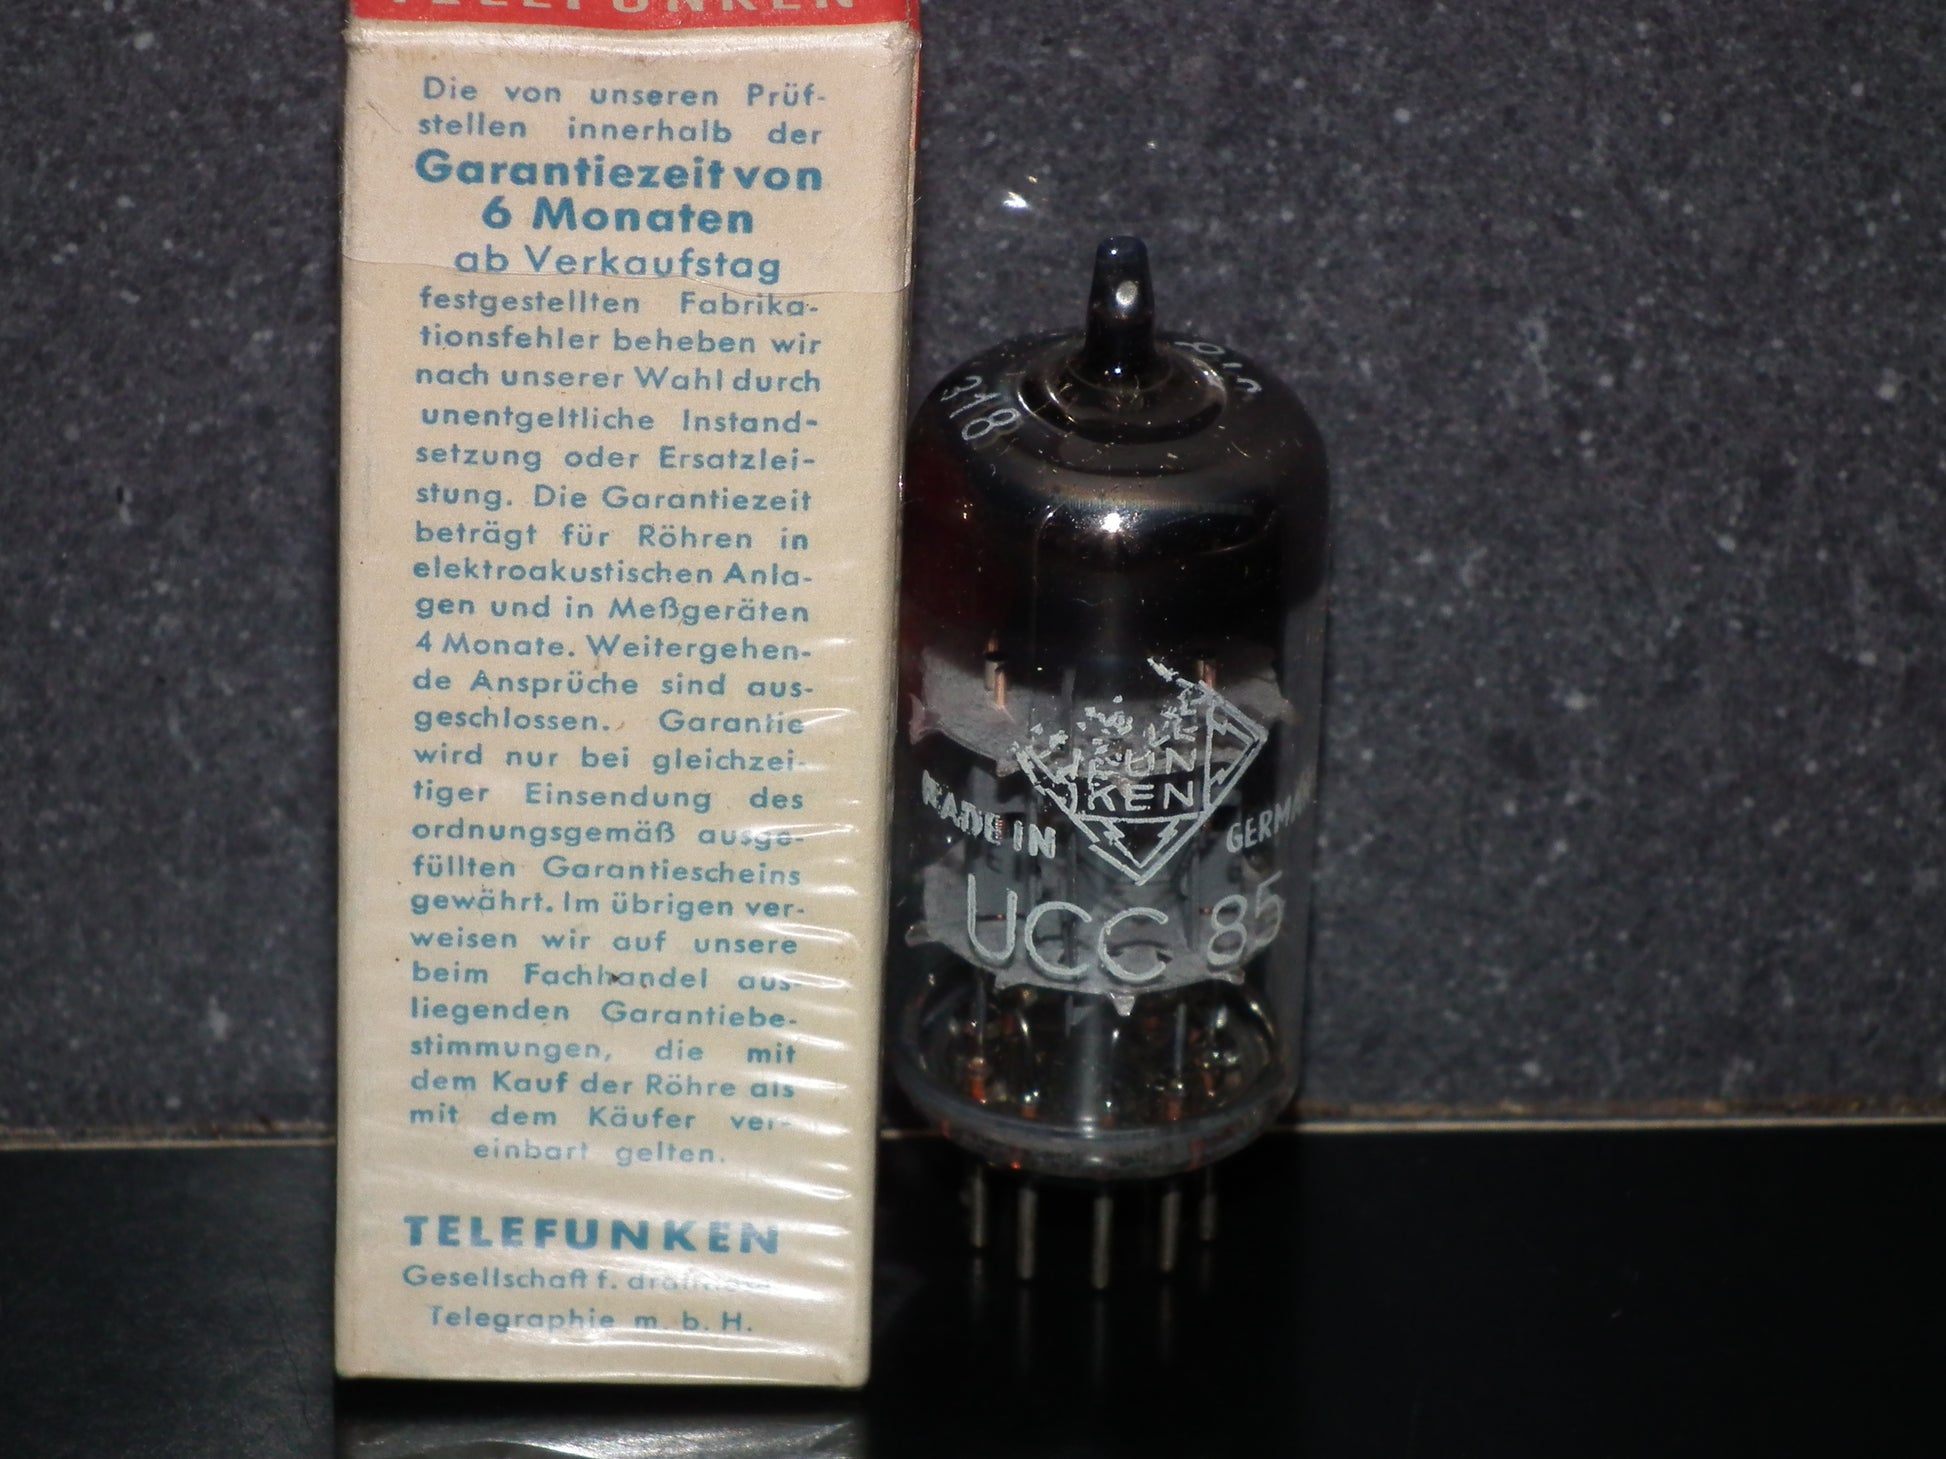 TELEFUNKEN
Die von unseren Prüf-
stellen innerhalb der
Garantiezeit von
6 Monaten
ab Verkaufstag
festgestellten Fabrika-
tionsfehler beheben wir
nach unserer Wahl durch
unentgeltliche Instand-
setzung oder Ersatzlei-
stung. Die Garantiezeit
beträgt für Röhren in
elektroakustischen Anla-
gen und in Meßgeräten
4 Monate. Weitergehen-
de Ansprüche sind aus-
geschlossen. Garantie
wird nur bei gleichzei-
tiger Einsendung des
ordnungsgemäß ausge-
füllten Garantiescheins
gewährt. Im übrigen ver-
weisen wir auf unsere
beim Fachhandel aus-
liegenden Garantiebe-
stimmungen, die mit
dem Kauf der Röhre als
mit dem Käufer ver-
einbart gelten.
TELEFUNKEN
Gesellschaft f. drahtlose
Telegraphie m. b. H.
318
FUN
KEN
MADE IN GERMA
UCC 85